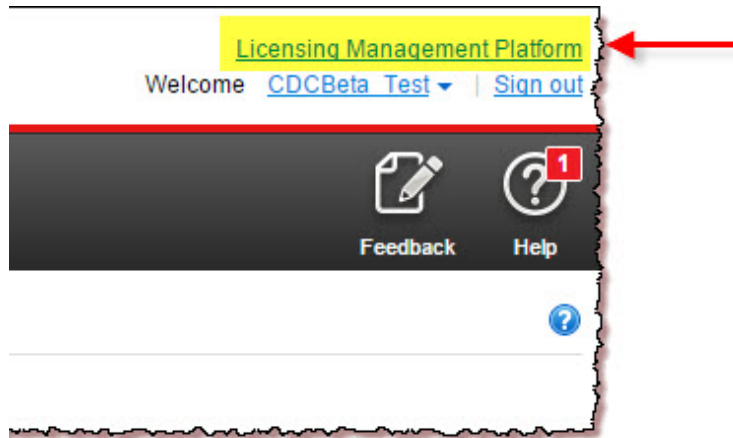 Licensing Management Platform
Welcome CDCBeta_Test | Sign out
1
Feedback Help
?